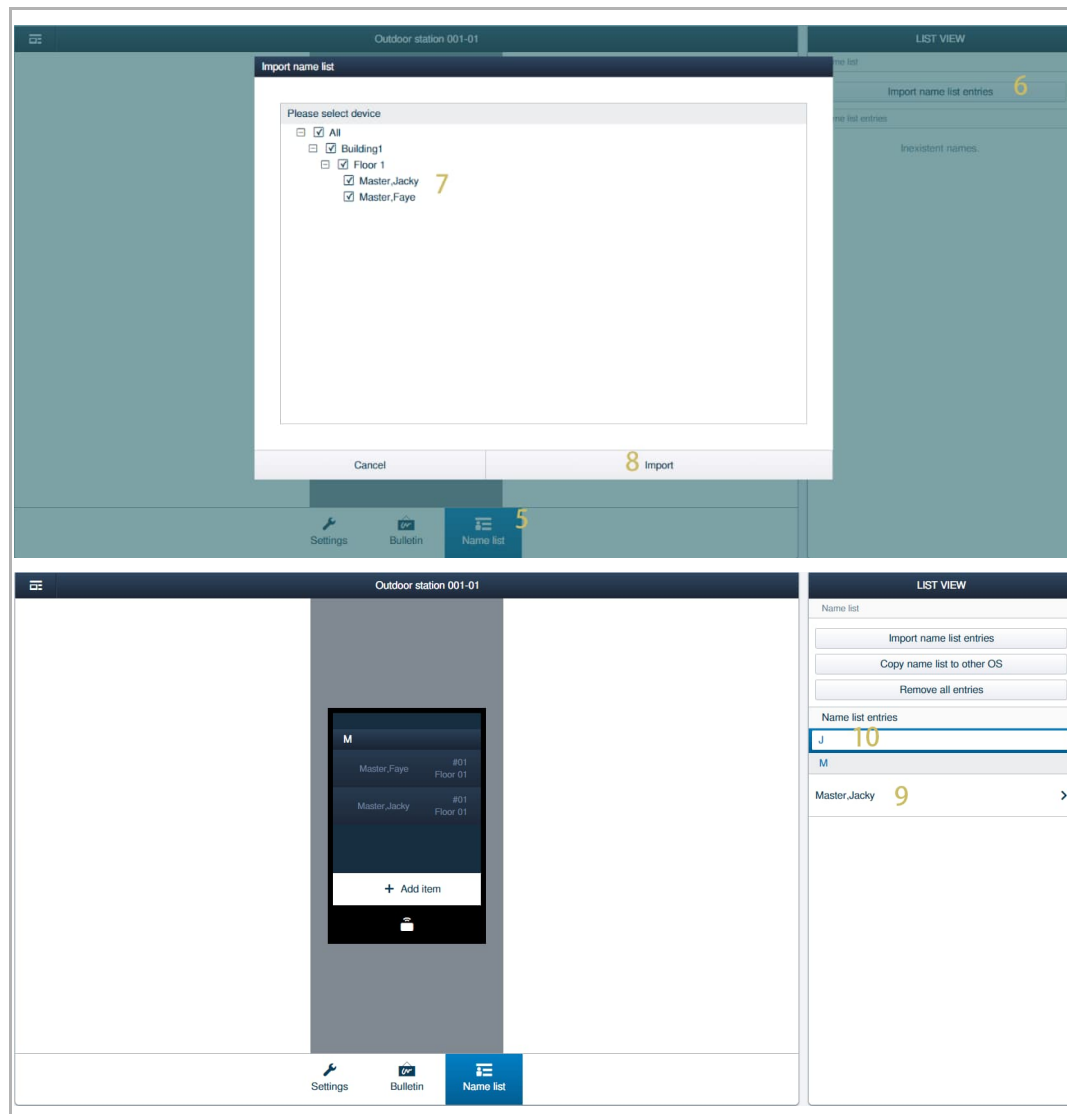 Outdoor station 001-01
LIST VIEW
Import name list
me list
Import name list entries
6
me list entries
Inexistent names.
Please select device
All
Building1
Floor 1
Master,Jacky
7
Master,Faye
Cancel
8
Import
5
Settings
Bulletin
Name list
Outdoor station 001-01
LIST VIEW
Name list
Import name list entries
Copy name list to other OS
Remove all entries
Name list entries
J
10
M
Master,Jacky
9
M
Master,Faye
#01
Floor 01
Master,Jacky
#01
Floor 01
+ Add item
Settings
Bulletin
Name list